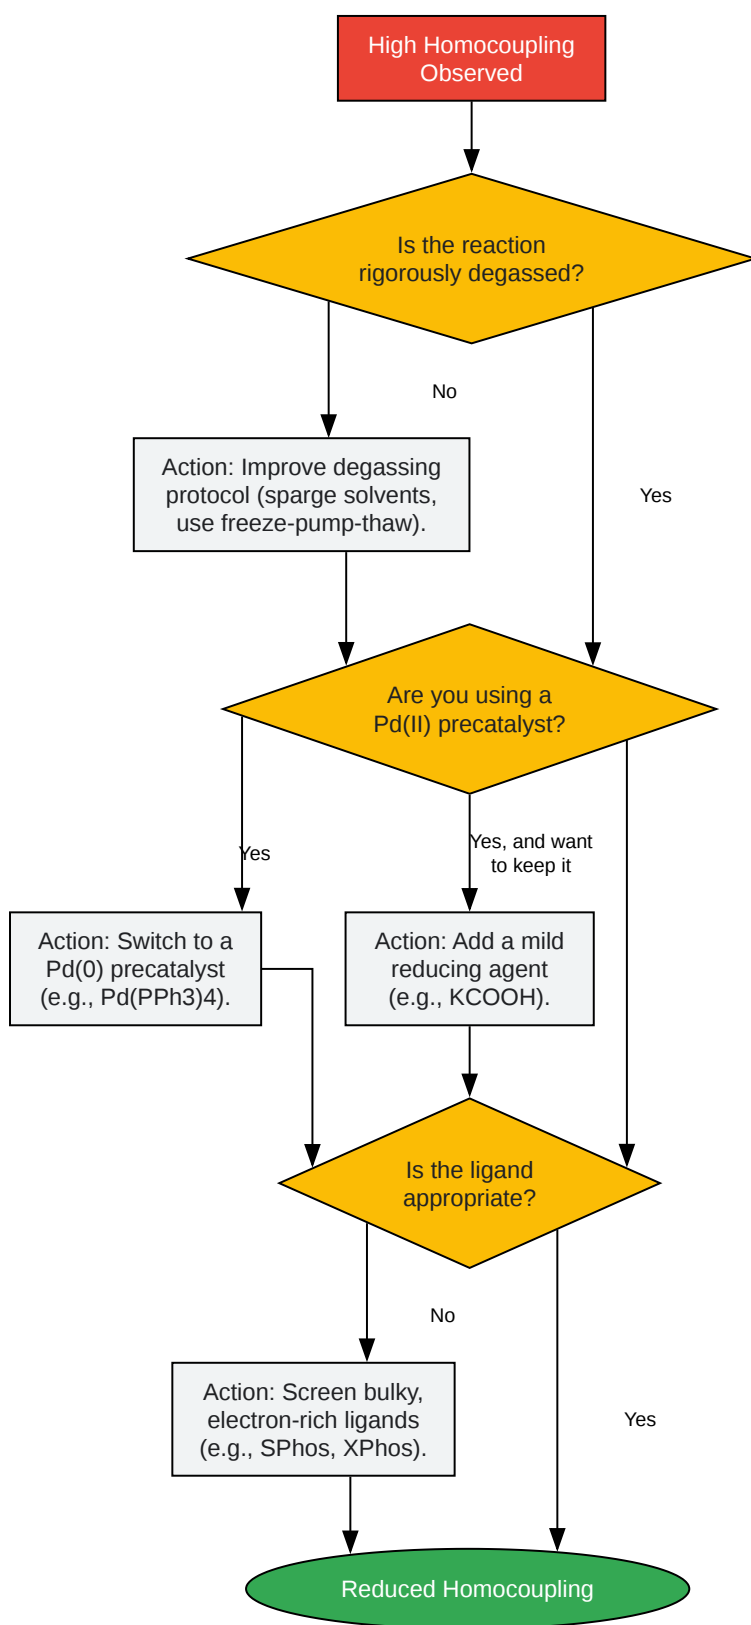 High Homocoupling
Observed
Is the reaction
rigorously degassed?
No
Action: Improve degassing
protocol (sparge solvents,
use freeze-pump-thaw).
Yes
Are you using a
Pd(II) precatalyst?
Yes
Yes, and want
to keep it
Action: Switch to a
Pd(0) precatalyst
(e.g., Pd(PPh3)4).
Action: Add a mild
reducing agent
(e.g., KCOOH).
Is the ligand
appropriate?
No
Action: Screen bulky,
electron-rich ligands
(e.g., SPhos, XPhos).
Yes
Reduced Homocoupling